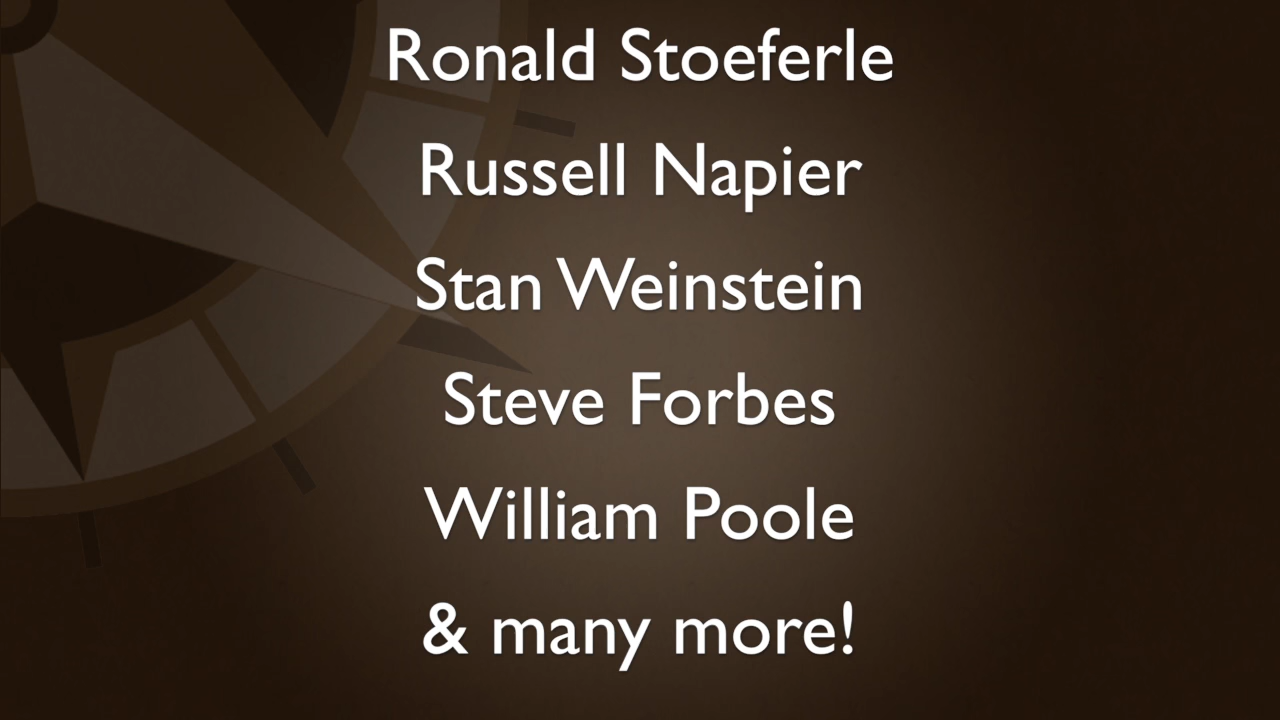 Ronald Stoeferle
Russell Napier
Stan Weinstein
Steve Forbes
William Poole
& many more!